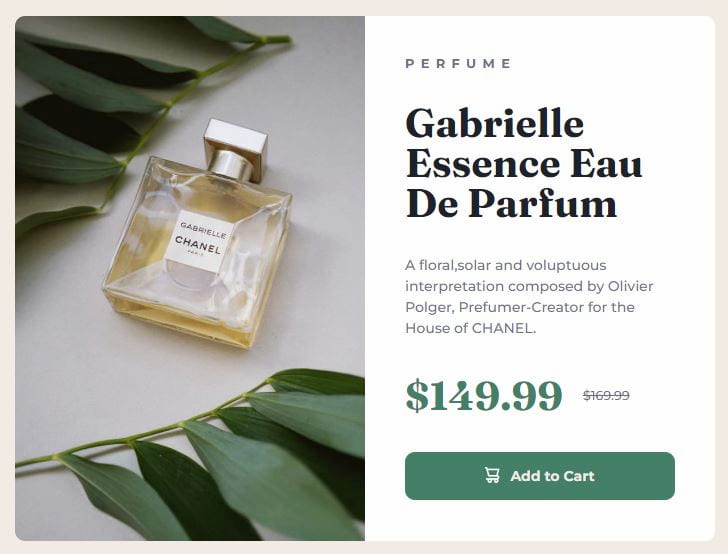 GABRIELLE
CHANEL
PARIS
PERFUME
Gabrielle
Essence Eau
De Parfum
A floral,solar and voluptuous
interpretation composed by Olivier
Polger, Prefumer-Creator for the
House of CHANEL.
$149.99 $169.99
Add to Cart